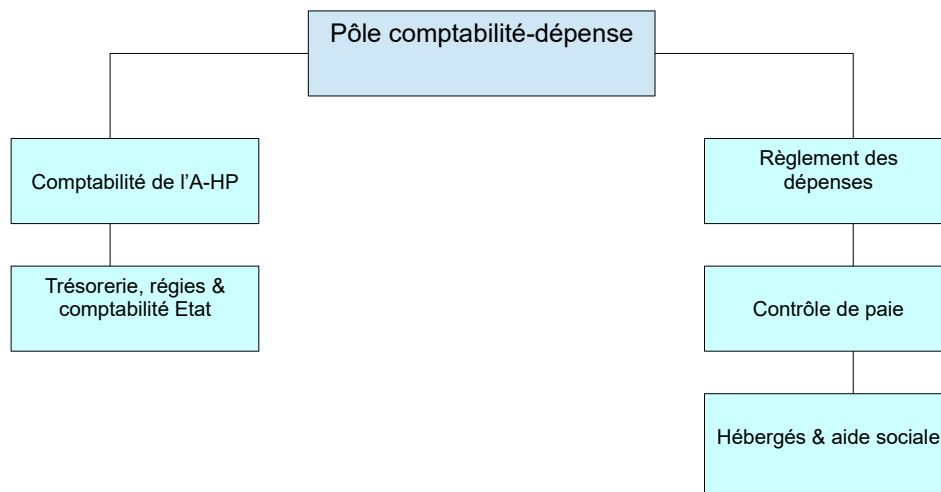 Pôle comptabilité-dépense
Comptabilité de l’A-HP
Règlement des
dépenses
Trésorerie, régies &
comptabilité Etat
Contrôle de paie
Hébergés & aide sociale